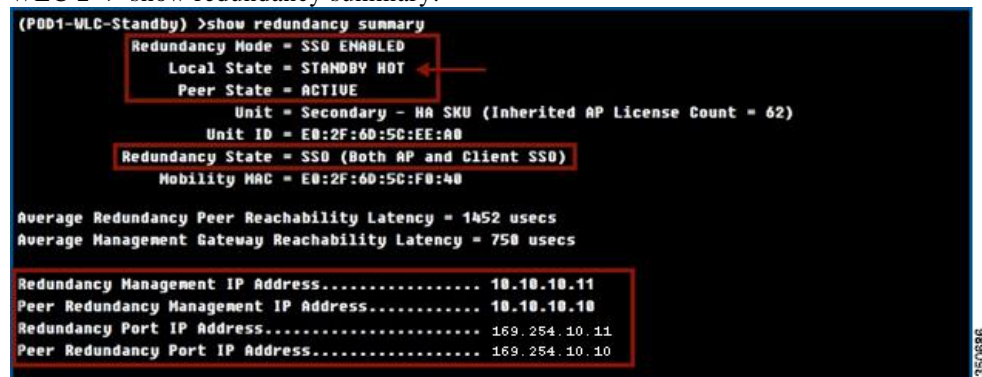 (POD1-WLC-Standby) >show redundancy summary
Redundancy Mode = SSO ENABLED
Local State = STANDBY HOT
Peer State = ACTIVE
Unit = Secondary - HA SKU (Inherited AP License Count = 62)
Unit ID = E0:2F:6D:5C:EE:A0
Redundancy State = SSO (Both AP and Client SSO)
Mobility MAC = E0:2F:6D:5C:F0:40
Average Redundancy Peer Reachability Latency = 1452 usecs
Average Management Gateway Reachability Latency = 750 usecs
Redundancy Management IP Address................. 10.10.10.11
Peer Redundancy Management IP Address............ 10.10.10.10
Redundancy Port IP Address....................... 169.254.10.11
Peer Redundancy Port IP Address.................. 169.254.10.10
350686